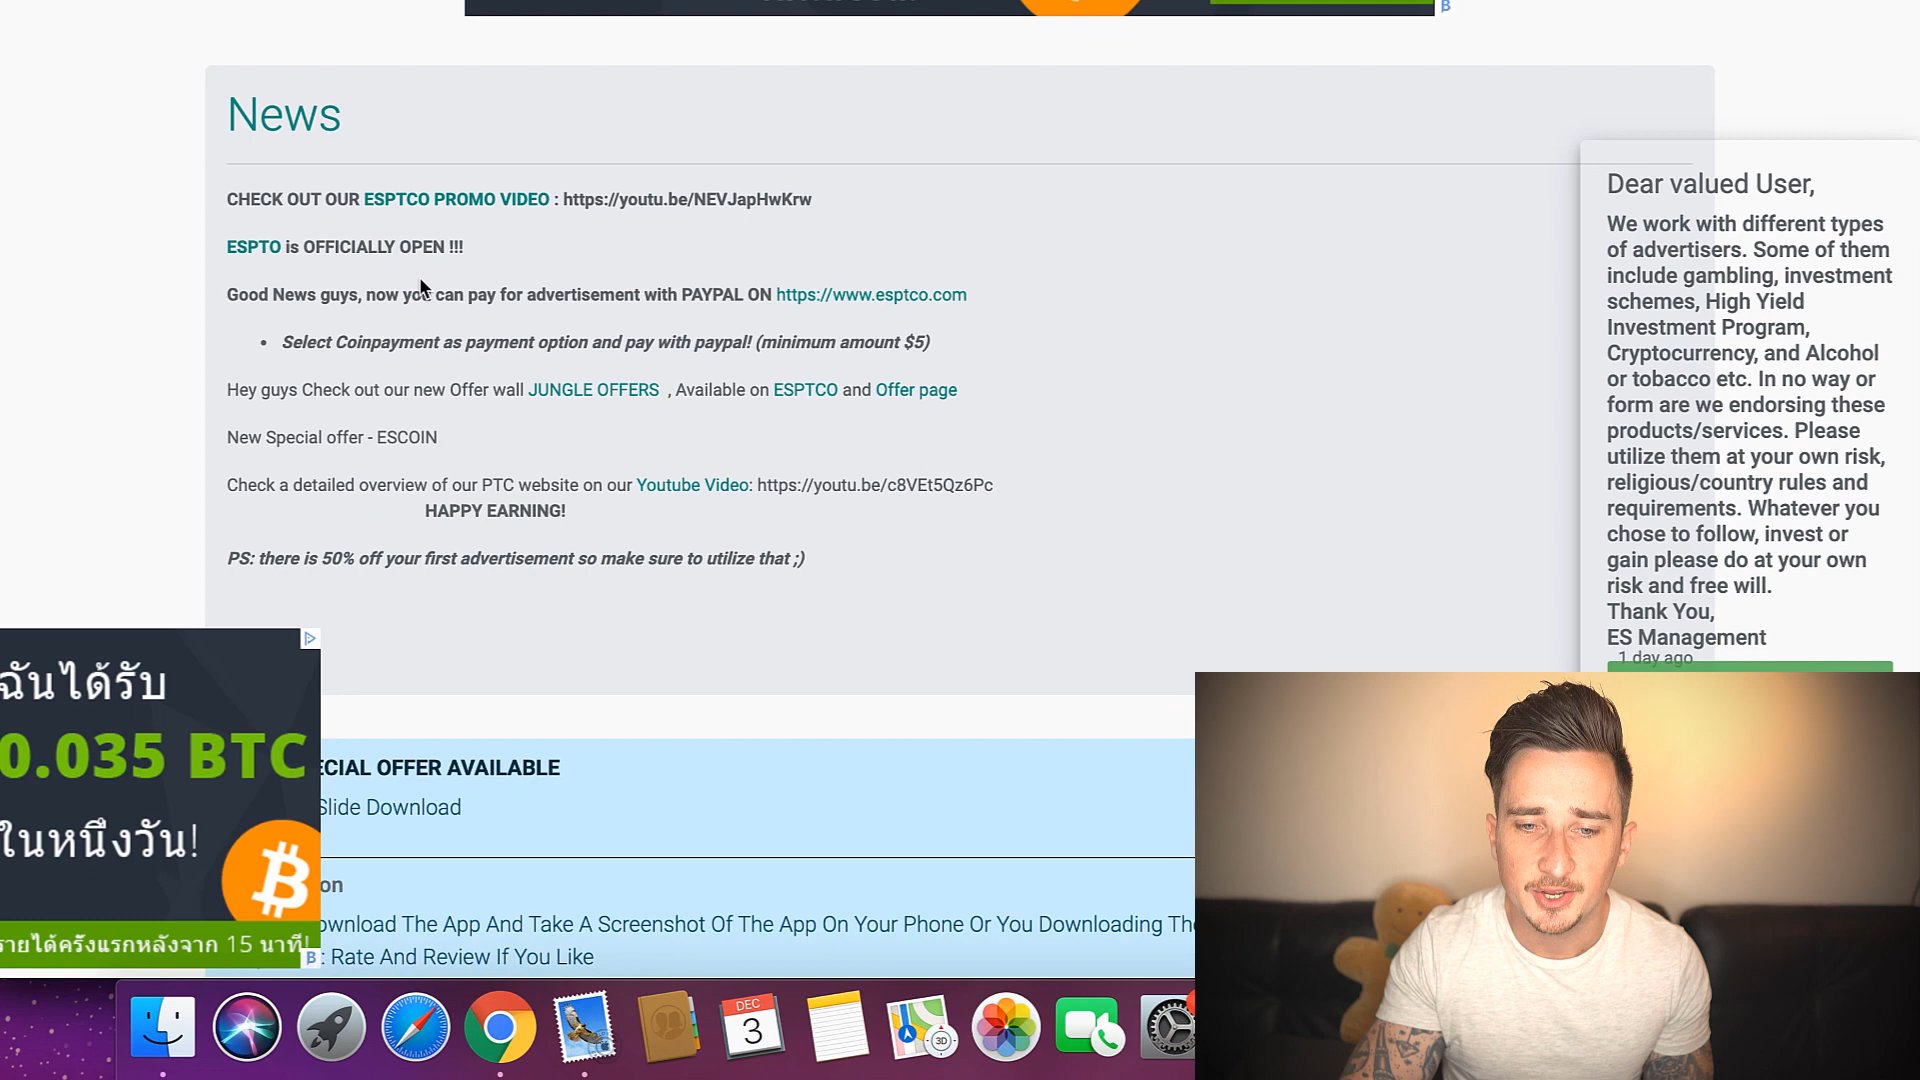 News
CHECK OUT OUR ESPTCO PROMO VIDEO : https://youtu.be/NEVJapHwKrw
ESPTO is OFFICIALLY OPEN !!!
Good News guys, now you can pay for advertisement with PAYPAL ON https://www.esptco.com
• Select Coinpayment as payment option and pay with paypal! (minimum amount $5)
Hey guys Check out our new Offer wall JUNGLE OFFERS , Available on ESPTCO and Offer page
New Special offer - ESCOIN
Check a detailed overview of our PTC website on our Youtube Video: https://youtu.be/c8VEt5Qz6Pc
HAPPY EARNING!
PS: there is 50% off your first advertisement so make sure to utilize that ;)
Dear valued User,
We work with different types
of advertisers. Some of them
include gambling, investment
schemes, High Yield
Investment Program,
Cryptocurrency, and Alcohol
or tobacco etc. In no way or
form are we endorsing these
products/services. Please
utilize them at your own risk,
religious/country rules and
requirements. Whatever you
chose to follow, invest or
gain please do at your own
risk and free will.
Thank You,
ES Management
1 day ago
ฉันได้รับ
0.035 BTC
ในหนึ่งวัน!
รายได้ครั้งแรกหลังจาก 15 นาที!
OFFER AVAILABLE
Slide Download
Download The App And Take A Screenshot Of The App On Your Phone Or You Downloading The
: Rate And Review If You Like
DEC
3
3D